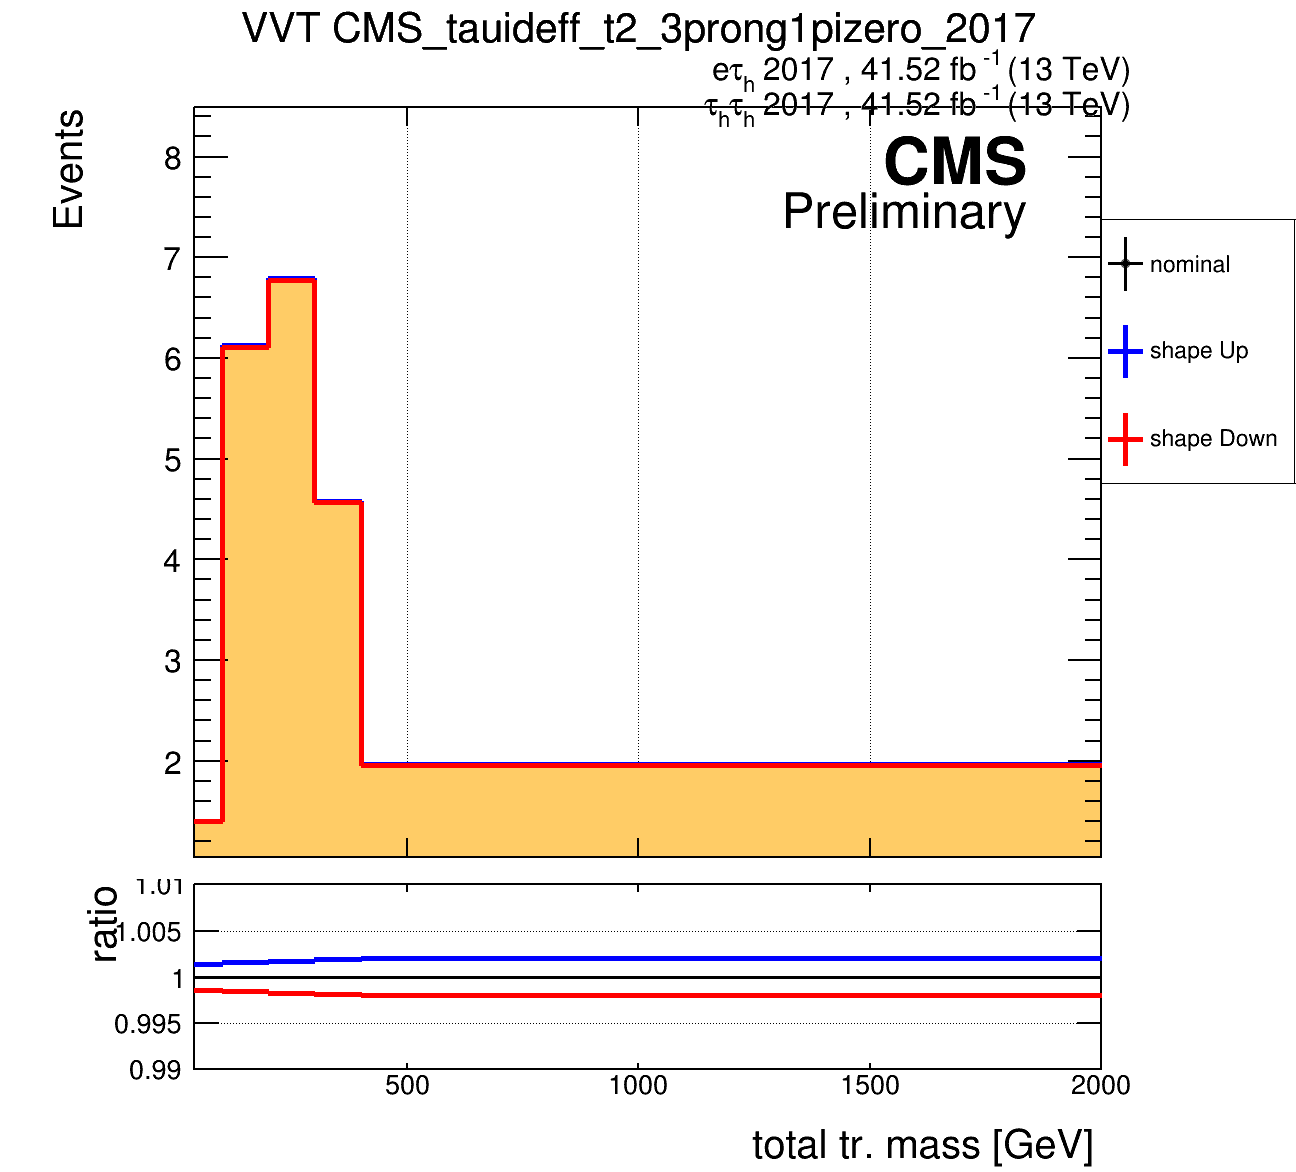 VVT CMS_tauideff_t2_3prong1pizero_2017
eτh 2017 , 41.52 fb -1 (13 TeV)
τhτh 2017 , 41.52 fb -1 (13 TeV)
CMS
Preliminary
Events
8
7
6
5
4
3
2
nominal
shape Up
shape Down
ratio
1.01
1.005
1
0.995
0.99
500
1000
1500
2000
total tr. mass [GeV]